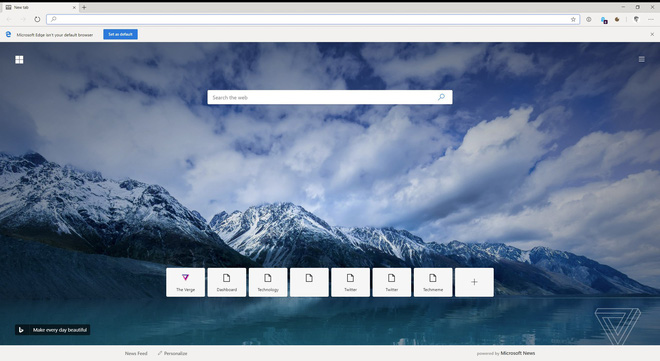 New tab
Microsoft Edge isn't your default browser
Set as default
Search the web
The Verge
Dashboard
Technology
Twitter
Twitter
Techmeme
Make every day beautiful
News Feed
Personalize
powered by Microsoft News